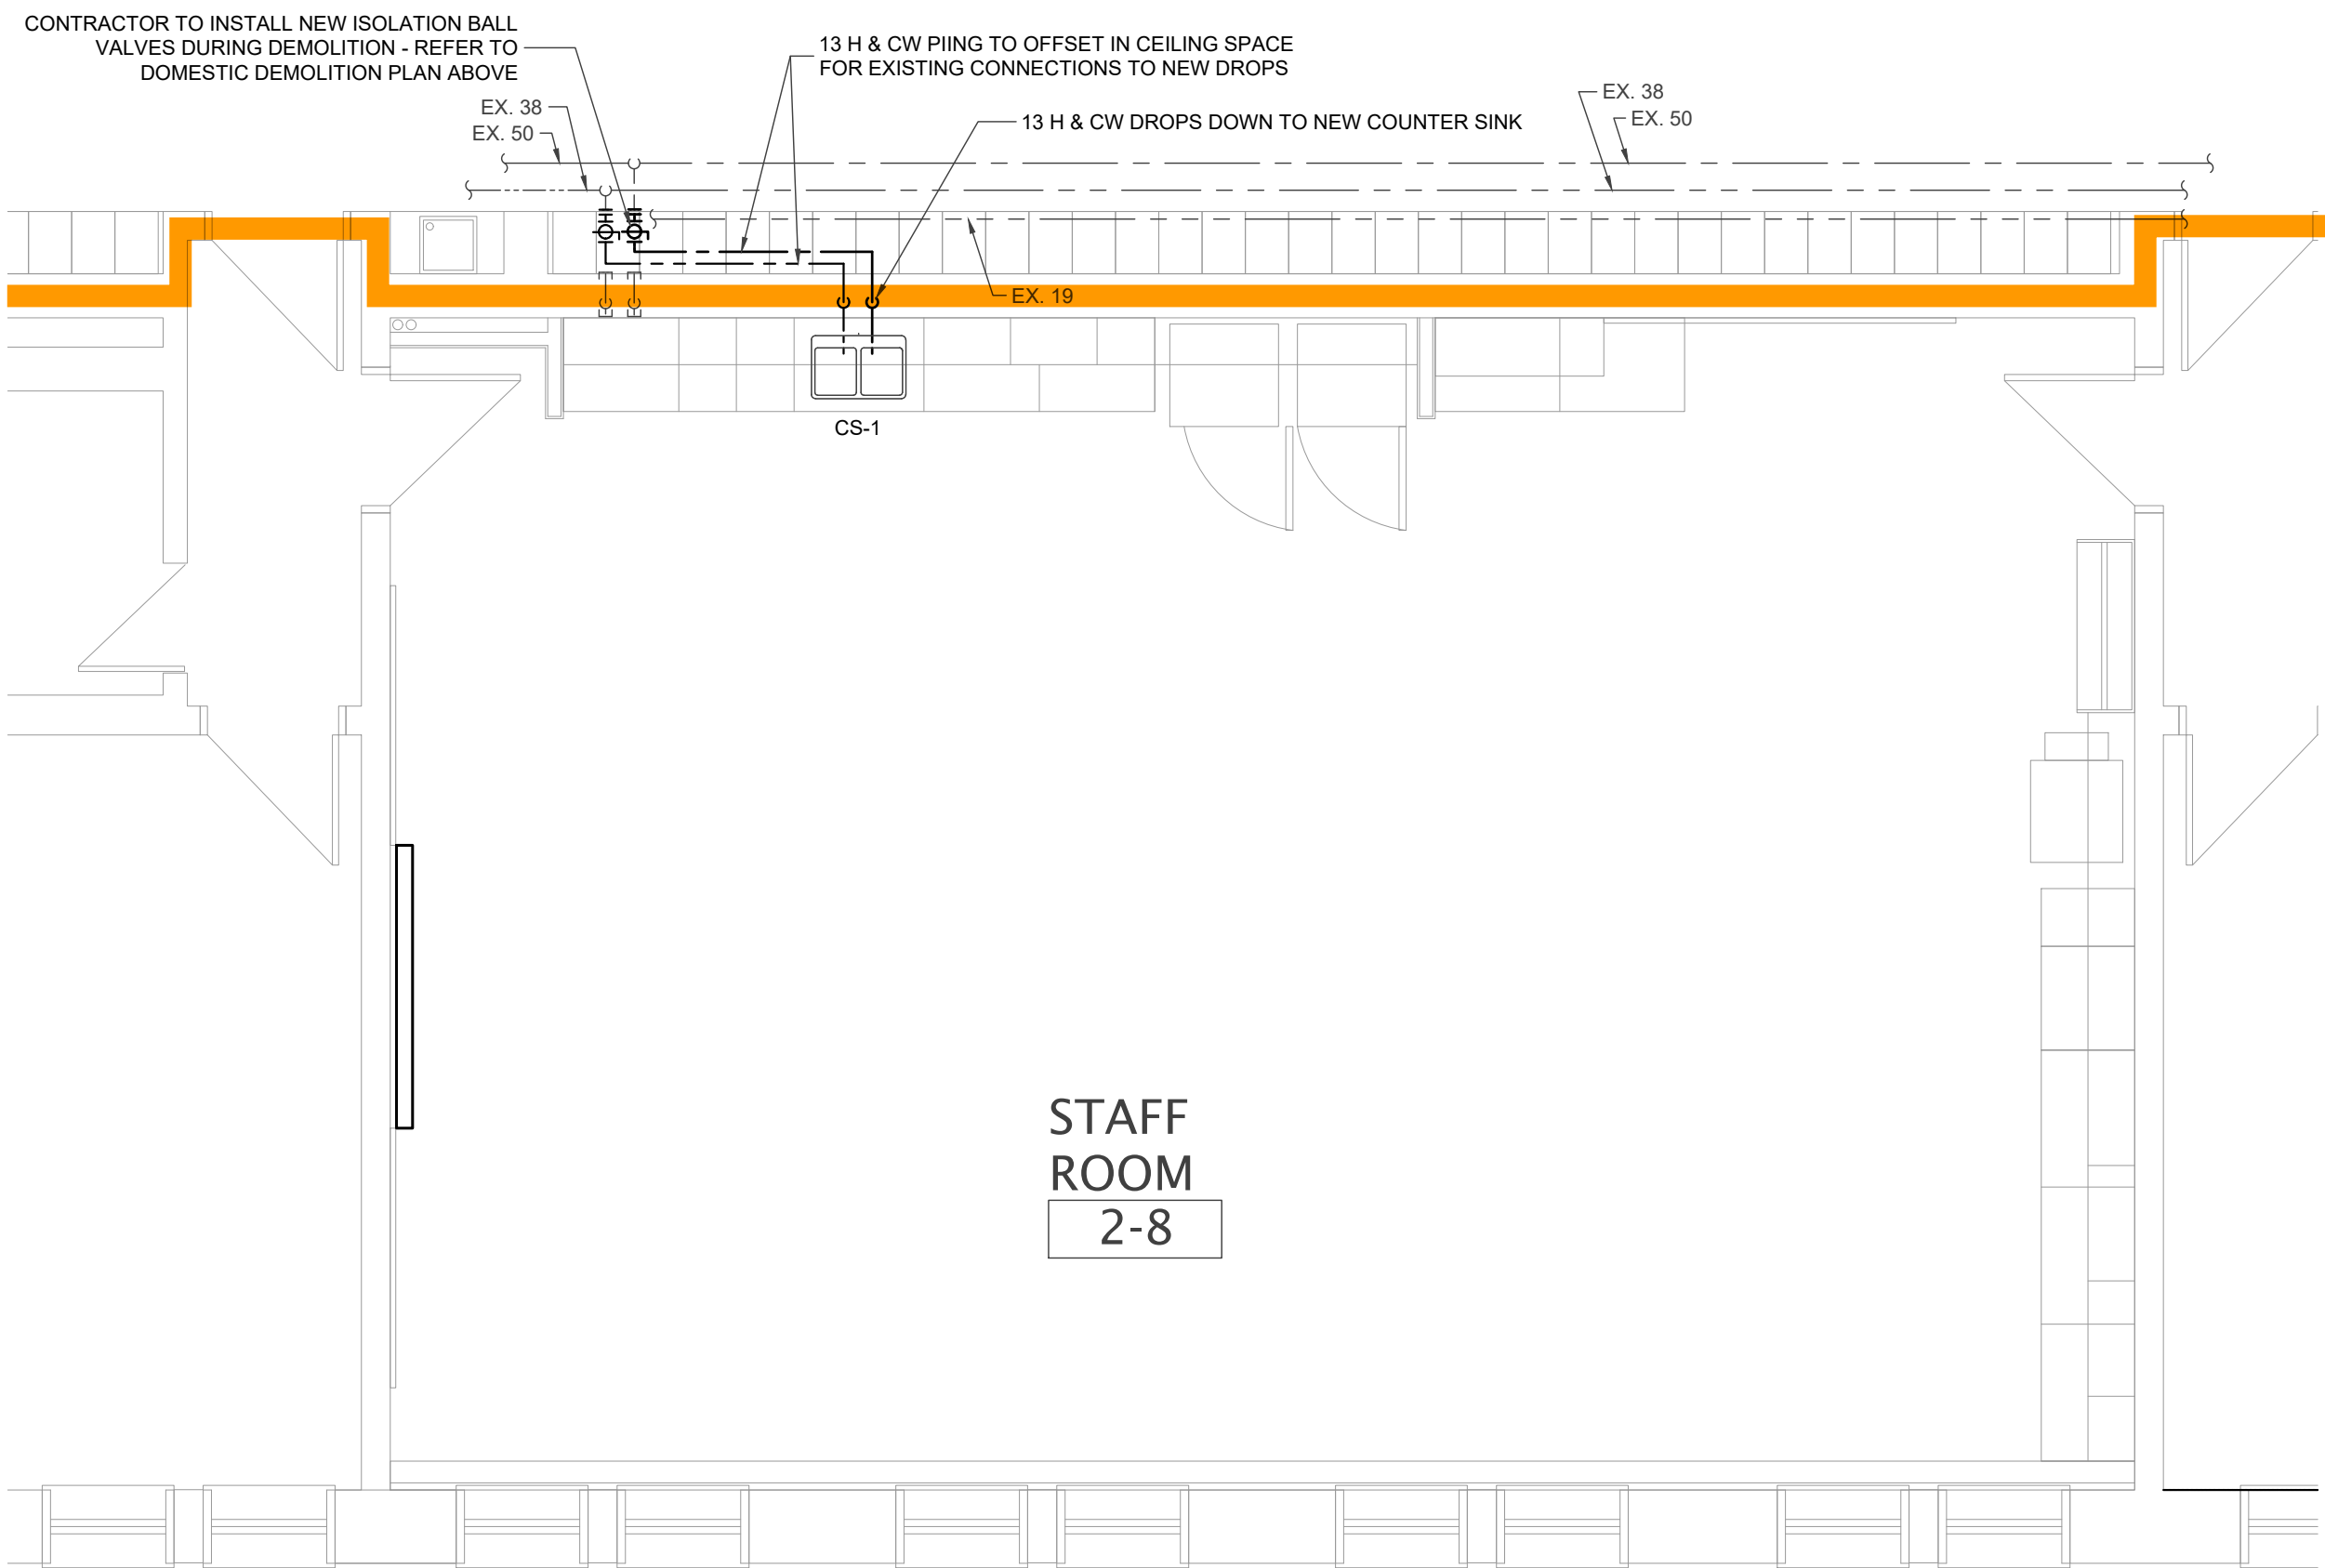 CONTRACTOR TO INSTALL NEW ISOLATION BALL
VALVES DURING DEMOLITION - REFER TO
DOMESTIC DEMOLITION PLAN ABOVE
13 H & CW PIING TO OFFSET IN CEILING SPACE
FOR EXISTING CONNECTIONS TO NEW DROPS
EX. 38
EX. 50
13 H & CW DROPS DOWN TO NEW COUNTER SINK
EX. 38
EX. 50
EX. 19
CS-1
STAFF
ROOM
2-8